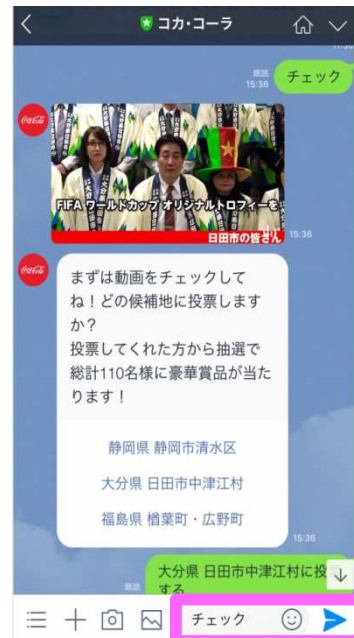 コカ・コーラ
既読
15:36
チェック
Coca-Cola
FIFA ワールドカップ オリジナルトロフィーを
日田市の皆さん
15:36
Coca-Cola
まずは動画をチェックして
ね！どの候補地に投票します
か？
投票してくれた方から抽選で
総計110名様に豪華賞品が当た
ります！
静岡県 静岡市清水区
大分県 日田市中津江村
福島県 楢葉町・広野町
15:36
大分県 日田市中津江村に投
する
既読
チェック